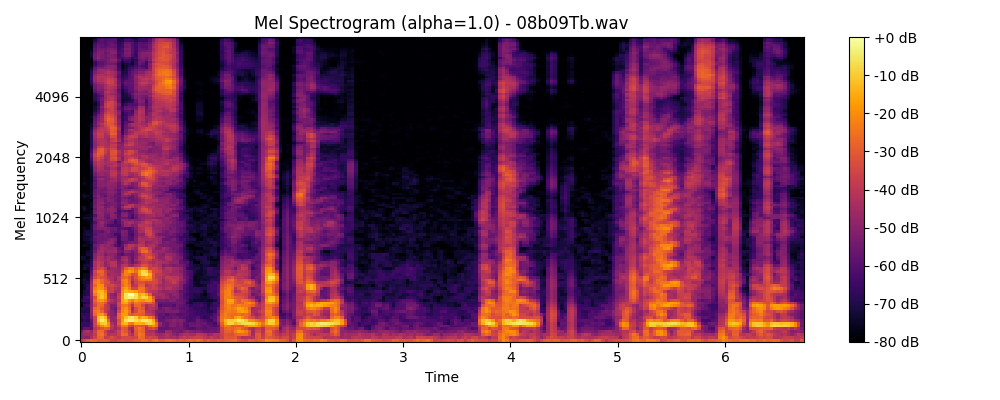 Mel Spectrogram (alpha=1.0) - 08b09Tb.wav
Mel Frequency
4096
2048
1024
512
0
0 1 2 3 4 5 6
Time
+0 dB
-10 dB
-20 dB
-30 dB
-40 dB
-50 dB
-60 dB
-70 dB
-80 dB